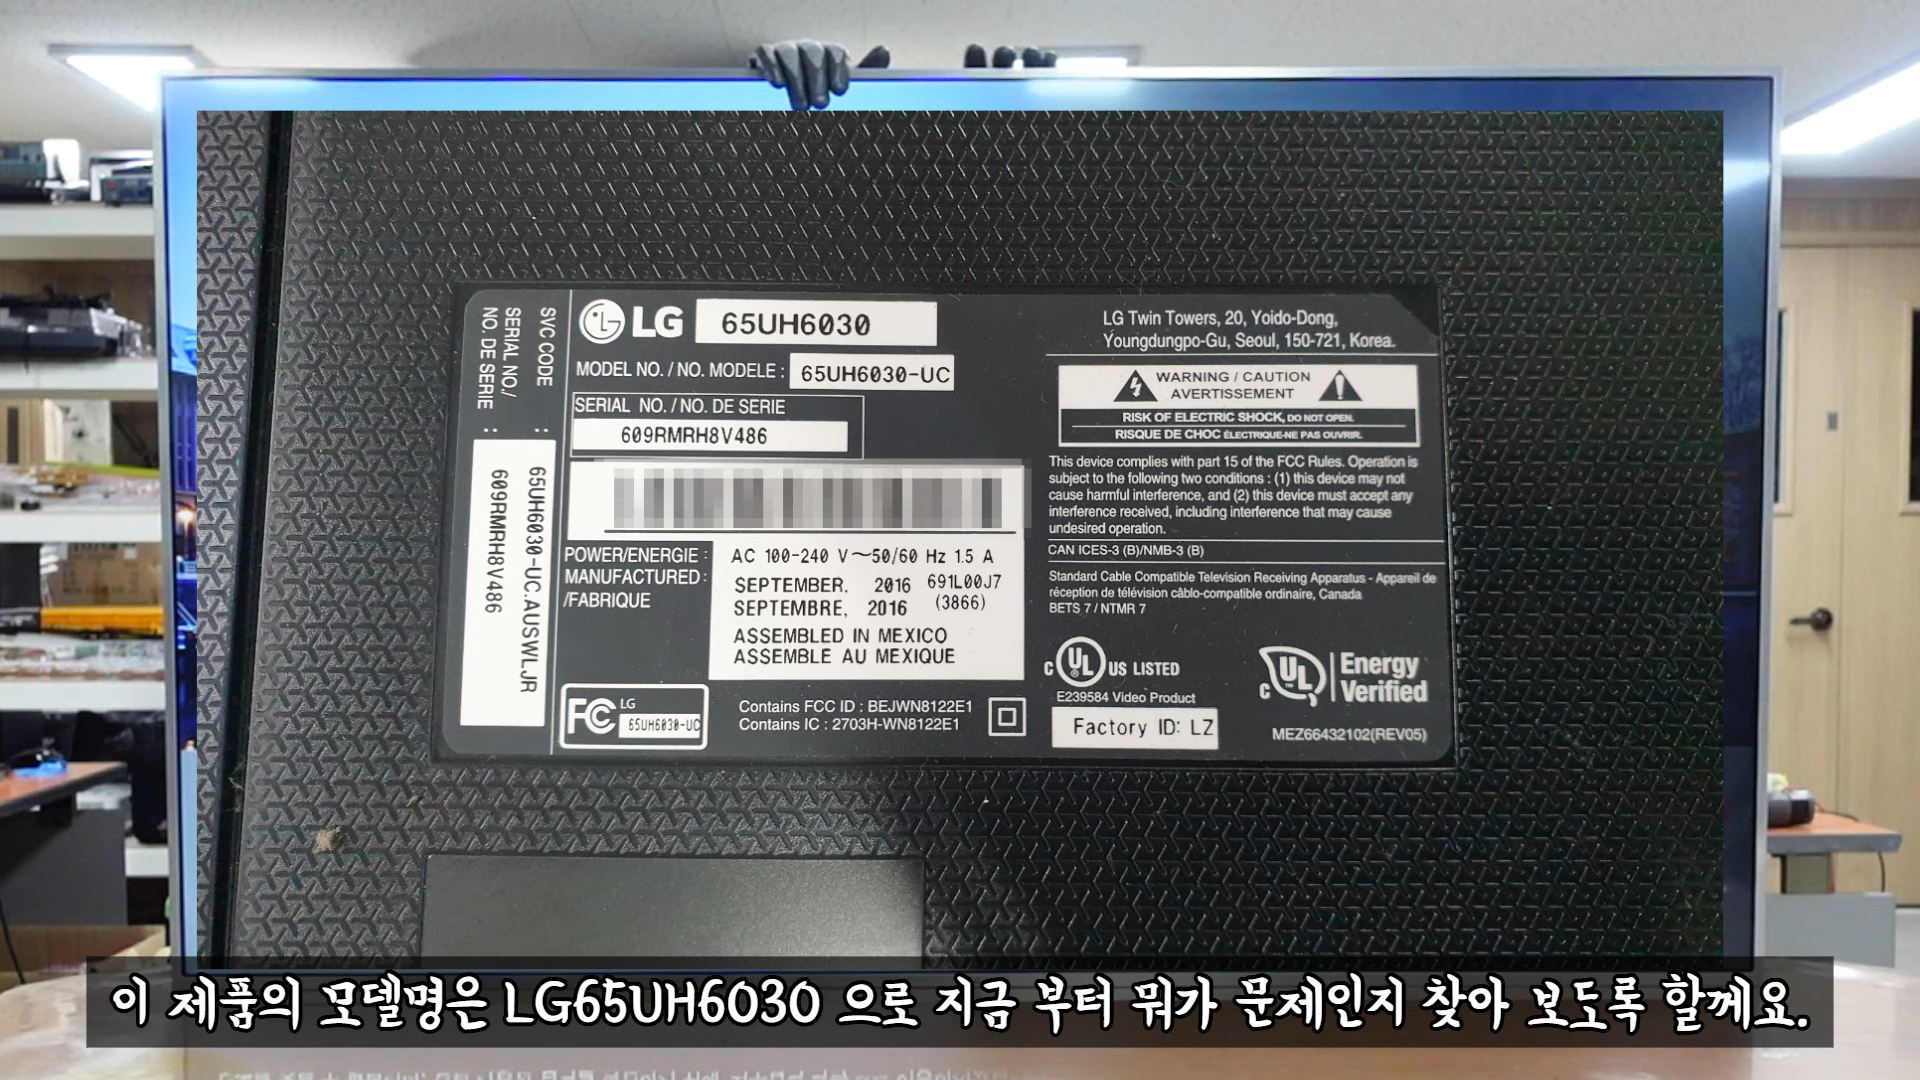 SVC CODE : 65UH6030-UC.AUSWLJR
SERIAL NO./
NO. DE SERIE : 609RMRH8V486
LG 65UH6030
MODEL NO. / NO. MODELE : 65UH6030-UC
SERIAL NO. / NO. DE SERIE
609RMRH8V486
POWER/ENERGIE : AC 100-240 V～50/60 Hz 1.5 A
MANUFACTURED : SEPTEMBER, 2016 691L00J7
/FABRIQUE SEPTEMBRE, 2016 (3866)
ASSEMBLED IN MEXICO
ASSEMBLE AU MEXIQUE
FC LG
65UH6030-UC
Contains FCC ID : BEJWN8122E1
Contains IC : 2703H-WN8122E1
LG Twin Towers, 20, Yoido-Dong,
Youngdungpo-Gu, Seoul, 150-721, Korea.
WARNING / CAUTION
AVERTISSEMENT
RISK OF ELECTRIC SHOCK, DO NOT OPEN.
RISQUE DE CHOC ÉLECTRIQUE-NE PAS OUVRIR.
This device complies with part 15 of the FCC Rules. Operation is
subject to the following two conditions : (1) this device may not
cause harmful interference, and (2) this device must accept any
interference received, including interference that may cause
undesired operation.
CAN ICES-3 (B)/NMB-3 (B)
Standard Cable Compatible Television Receiving Apparatus - Appareil de
réception de télévision câblo-compatible ordinaire, Canada
BETS 7 / NTMR 7
C UL US LISTED
E239584 Video Product
Factory ID: LZ
C UL Energy
Verified
MEZ66432102(REV05)
이 제품의 모델명은 LG65UH6030 으로 지금 부터 뭐가 문제인지 찾아 보도록 할께요.